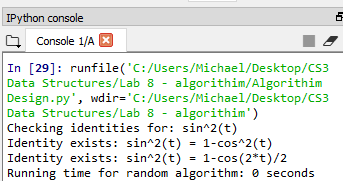 IPython console
Console 1/A
In [29]: runfile('C:/Users/Michael/Desktop/CS3
Data Structures/Lab 8 - algorithim/Algorithim
Design.py', wdir='C:/Users/Michael/Desktop/CS3
Data Structures/Lab 8 - algorithim')
Checking identities for: sin^2(t)
Identity exists: sin^2(t) = 1-cos^2(t)
Identity exists: sin^2(t) = 1-cos(2*t)/2
Running time for random algorithm: 0 seconds